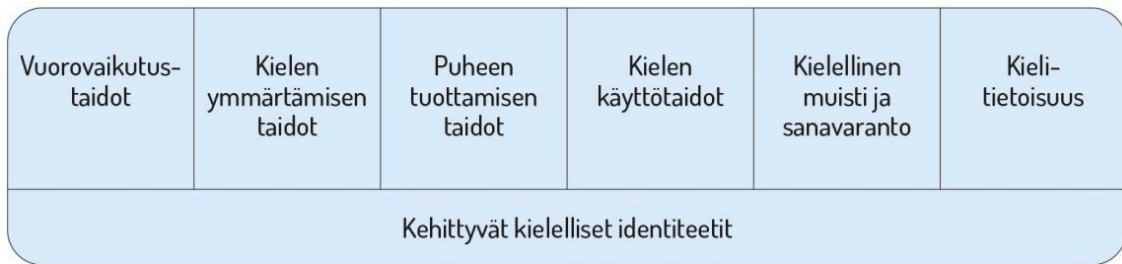 Vuorovaikutus-
taidot
Kielen
ymmärtämisen
taidot
Puheen
tuottamisen
taidot
Kielen
käyttötaidot
Kielellinen
muisti ja
sanavaranto
Kieli-
tietoisuus
Kehittyvät kielelliset identiteetit